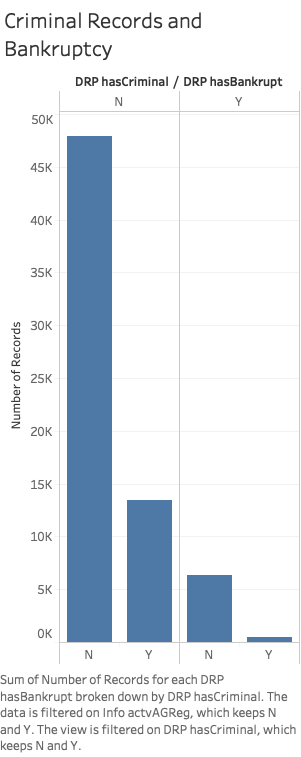 Criminal Records and
Bankruptcy
DRP hasCriminal / DRP hasBankrupt
N Y
50K
45K
40K
35K
30K
25K
20K
15K
10K
5K
0K
Number of Records
N Y N Y
Sum of Number of Records for each DRP
hasBankrupt broken down by DRP hasCriminal. The
data is filtered on Info actvAGReg, which keeps N
and Y. The view is filtered on DRP hasCriminal, which
keeps N and Y.